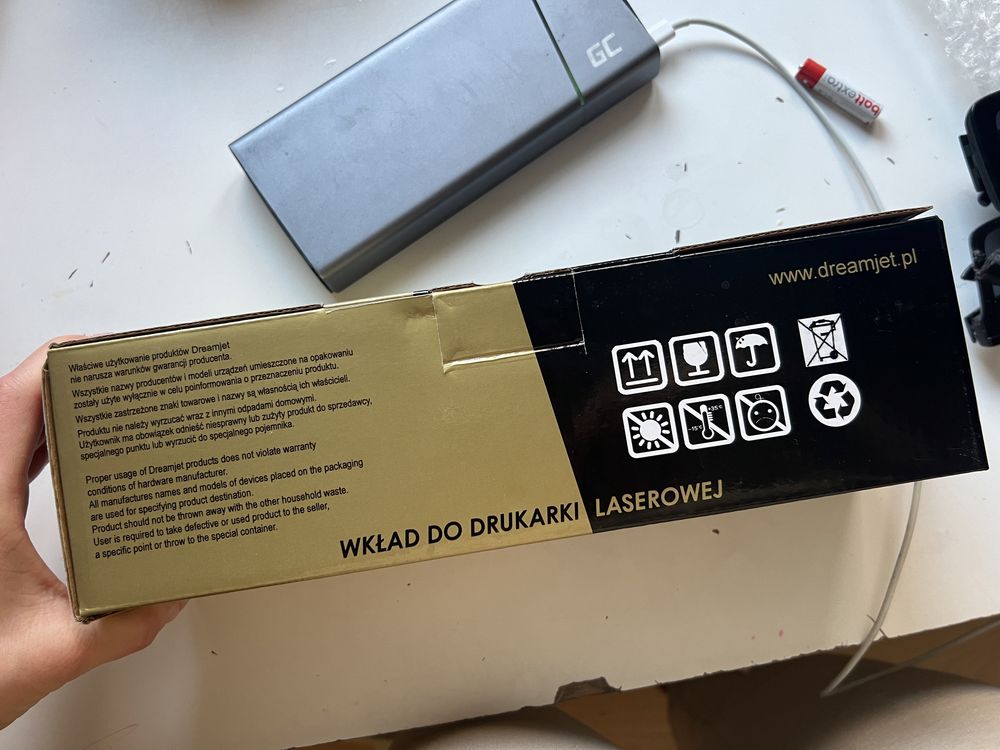 GC
battextra
www.dreamjet.pl
Właściwe użytkowanie produktów Dreamjet
nie narusza warunków gwarancji producenta.
Wszystkie nazwy producentów i modeli urządzeń umieszczone na opakowaniu
zostały użyte wyłącznie w celu poinformowania o przeznaczeniu produktu.
Wszystkie zastrzeżone znaki towarowe i nazwy są własnością ich właścicieli.
Produktu nie należy wyrzucać wraz z innymi odpadami domowymi.
Użytkownik ma obowiązek odnieść niesprawny lub zużyty produkt do sprzedawcy,
specjalnego punktu lub wyrzucić do specjalnego pojemnika.
Proper usage of Dreamjet products does not violate warranty
conditions of hardware manufacturer.
All manufactures names and models of devices placed on the packaging
are used for specifying product destination.
Product should not be thrown away with the other household waste.
User is required to take defective or used product to the seller,
a specific point or throw to the special container.
-15°C +35°C
WKŁAD DO DRUKARKI LASEROWEJ